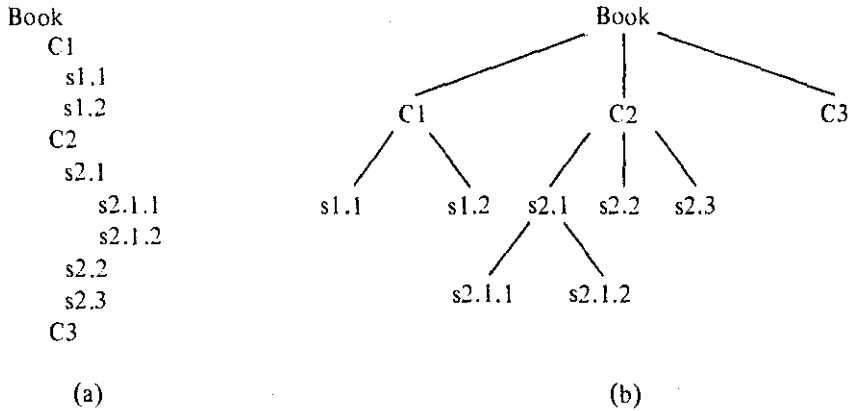 Book
C1
s1.1
s1.2
C2
s2.1
s2.1.1
s2.1.2
s2.2
s2.3
C3
(a)
Book
C1 C2 C3
s1.1 s1.2 s2.1 s2.2 s2.3
s2.1.1 s2.1.2
(b)